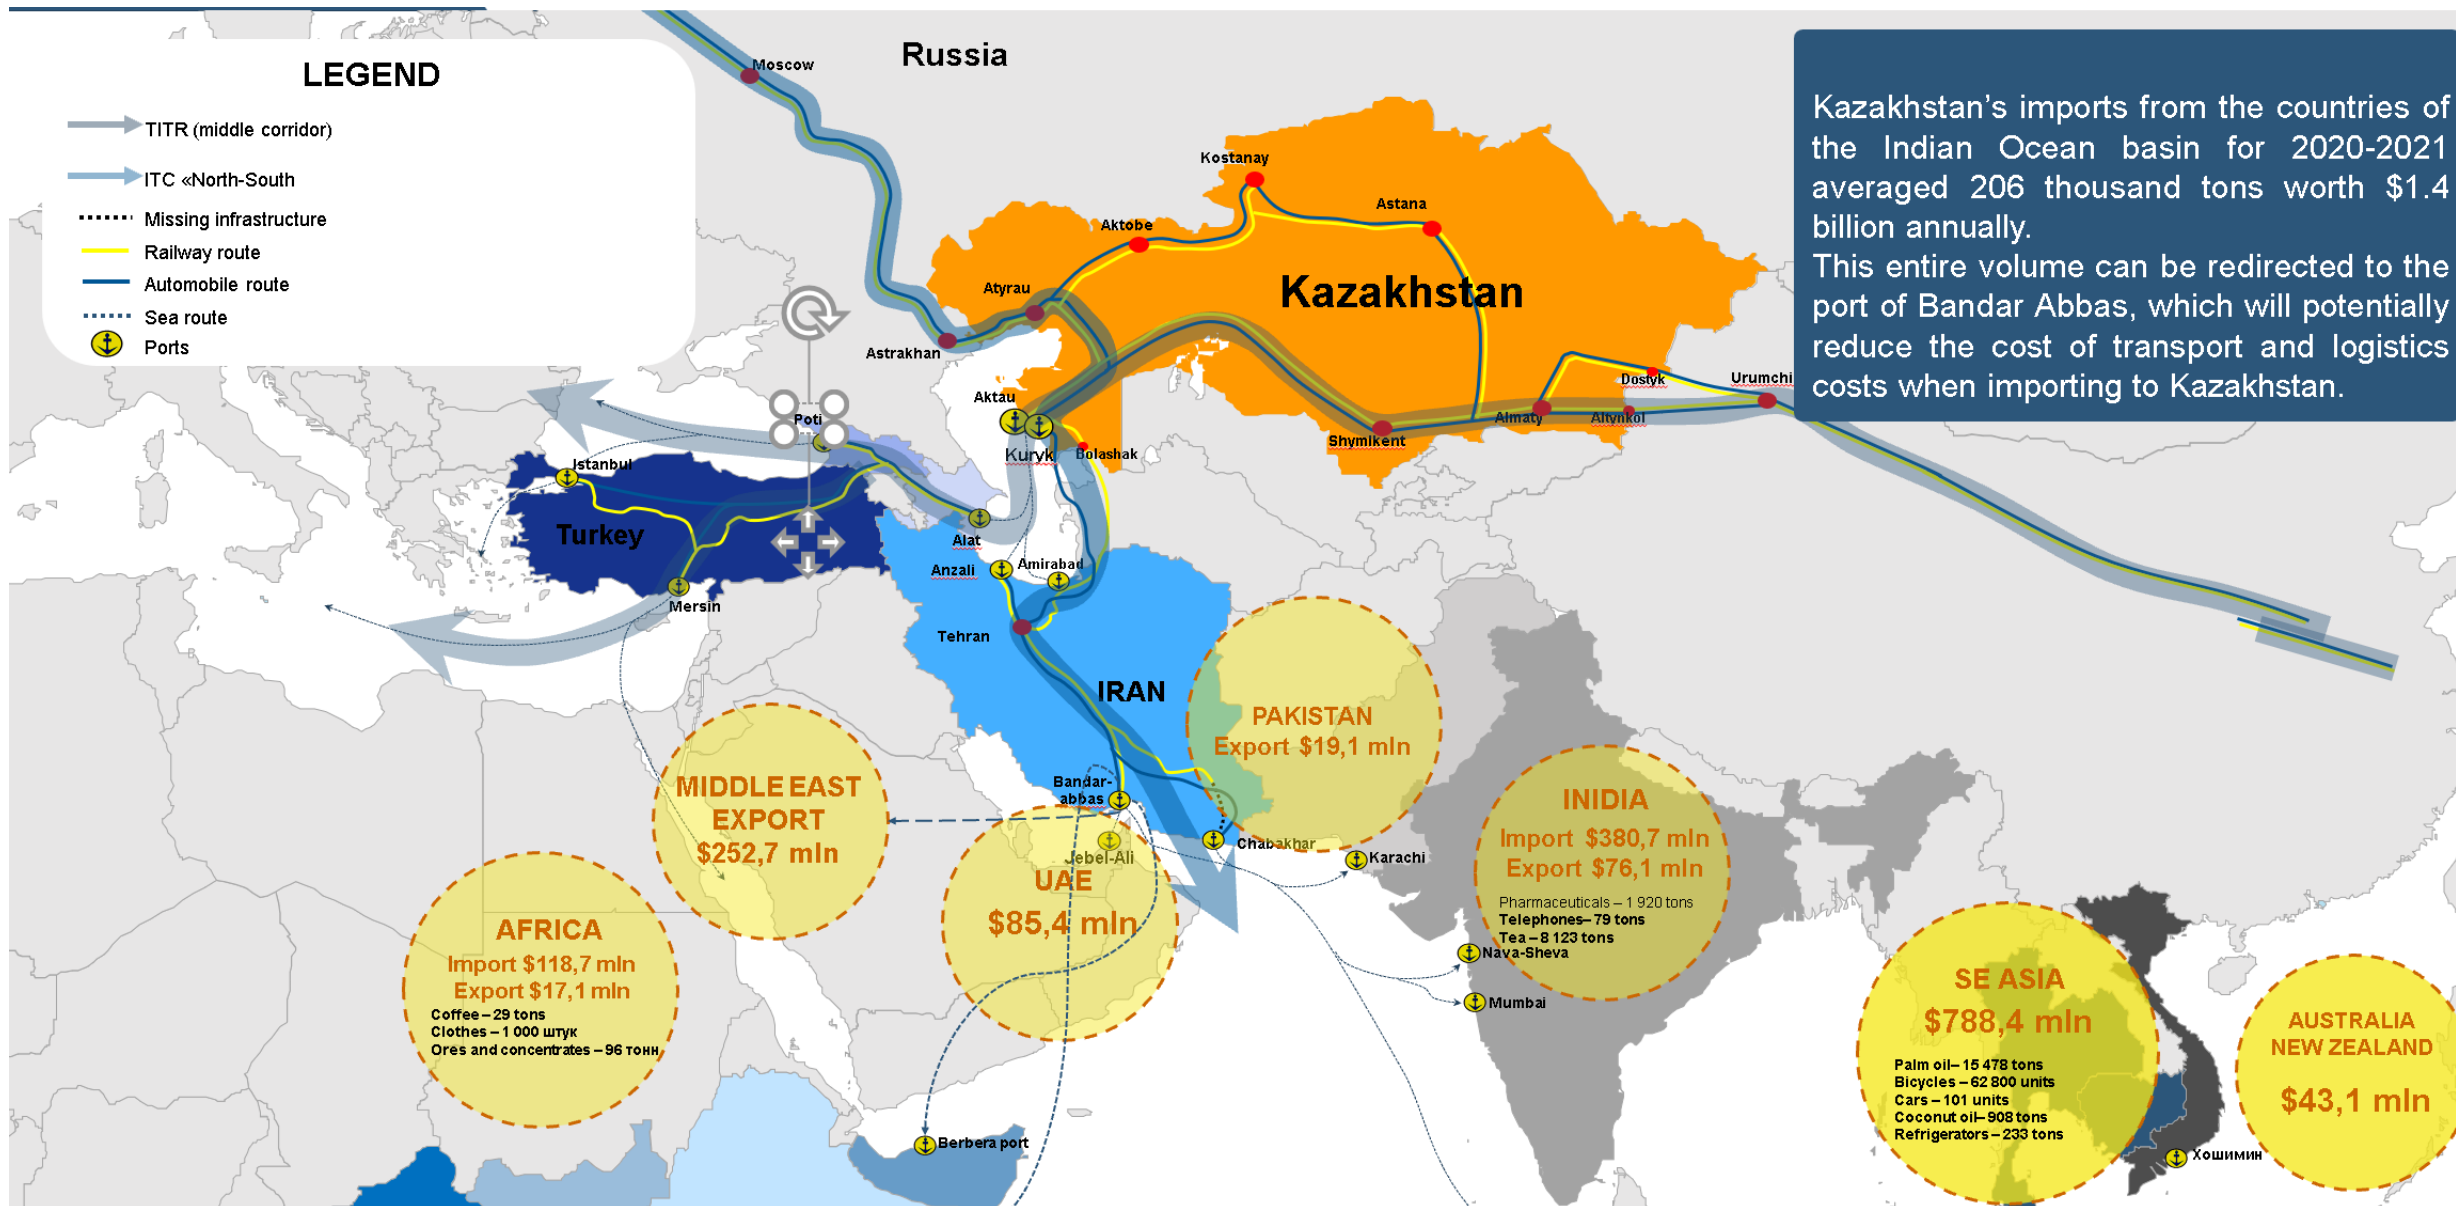 LEGEND
TITR (middle corridor)
ITC «North-South
Missing infrastructure
Railway route
Automobile route
Sea route
Ports
Russia
Moscow
Kazakhstan’s imports from the countries of
the Indian Ocean basin for 2020-2021
averaged 206 thousand tons worth $1.4
billion annually.
This entire volume can be redirected to the
port of Bandar Abbas, which will potentially
reduce the cost of transport and logistics
costs when importing to Kazakhstan.
Kostanay
Astana
Aktobe
Atyrau
Kazakhstan
Astrakhan
Dostyk
Urumchi
Aktau
Poti
Almaty
Altynkol
Shymikent
Kuryk
Bolashak
Istanbul
Turkey
Alat
Anzali
Amirabad
Mersin
Tehran
IRAN
PAKISTAN
Export $19,1 mln
MIDDLE EAST
EXPORT
$252,7 mln
Bandar-
abbas
Jebel-Ali
UAE
$85,4 mln
Chabakhar
Karachi
INIDIA
Import $380,7 mln
Export $76,1 mln
Pharmaceuticals – 1 920 tons
Telephones– 79 tons
Tea – 8 123 tons
Nava-Sheva
Mumbai
AFRICA
Import $118,7 mln
Export $17,1 mln
Coffee – 29 tons
Clothes – 1 000 штук
Ores and concentrates – 96 тонн
Berbera port
SE ASIA
$788,4 mln
Palm oil– 15 478 tons
Bicycles – 62 800 units
Cars – 101 units
Coconut oil– 908 tons
Refrigerators – 233 tons
Хошимин
AUSTRALIA
NEW ZEALAND
$43,1 mln